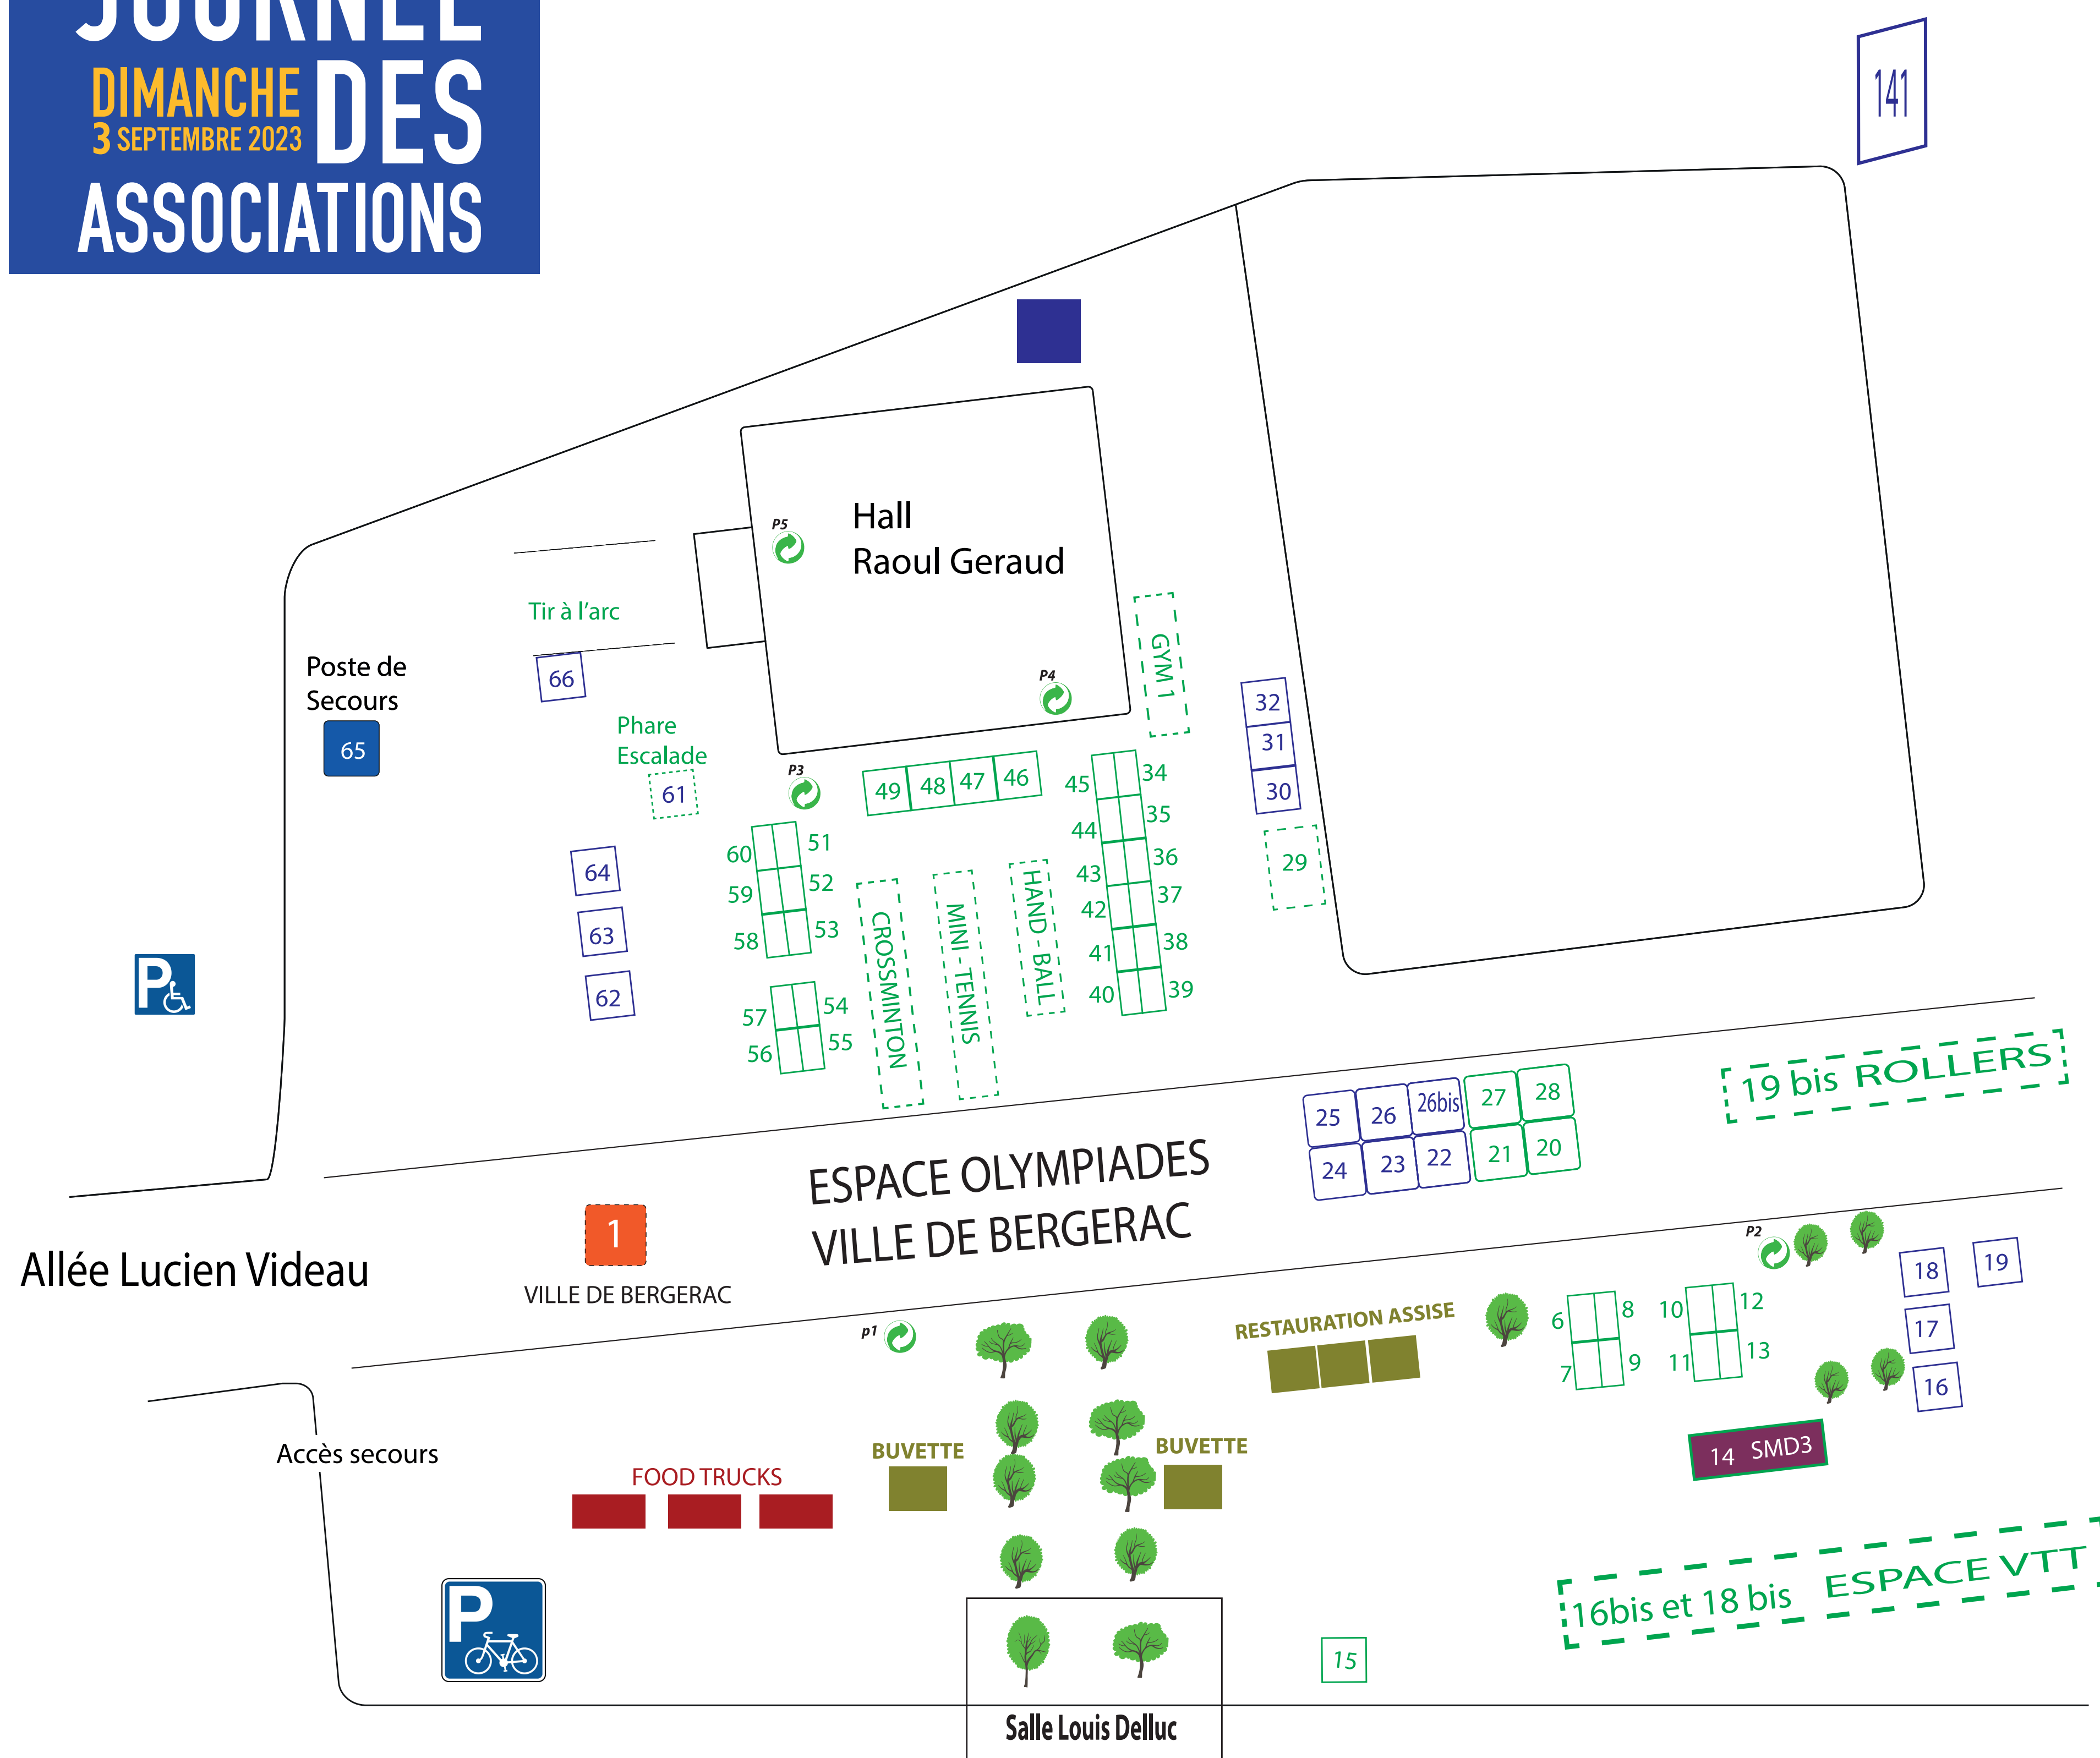 JOURNÉE
DIMANCHE
3 SEPTEMBRE 2023
DES
ASSOCIATIONS
141
Hall
Raoul Geraud
P5
P4
P3
Tir à l'arc
66
Poste de
Secours
65
Phare
Escalade
61
GYM 1
32
31
30
29
49 48 47 46
45 34
44 35
43 36
42 37
41 38
40 39
60 51
59 52
58 53
57 54
56 55
64
63
62
CROSSMINTON
MINI - TENNIS
HAND - BALL
P
19 bis ROLLERS
25 26 26bis 27 28
24 23 22 21 20
ESPACE OLYMPIADES
VILLE DE BERGERAC
1
VILLE DE BERGERAC
Allée Lucien Videau
P2
18 19
17
16
p1
RESTAURATION ASSISE
6 8 10 12
7 9 11 13
14 SMD3
Accès secours
FOOD TRUCKS
BUVETTE
BUVETTE
16bis et 18 bis ESPACE VTT
P
15
Salle Louis Delluc